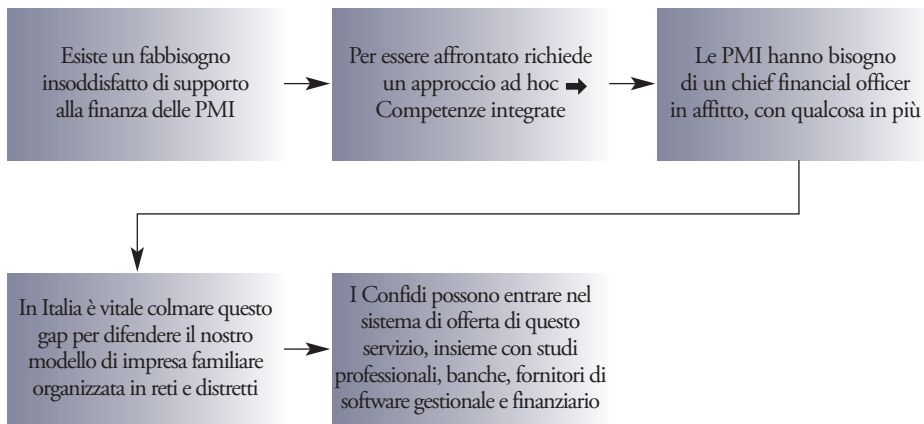 Esiste un fabbisogno
insoddisfatto di supporto
alla finanza delle PMI
Per essere affrontato richiede
un approccio ad hoc ➡
Competenze integrate
Le PMI hanno bisogno
di un chief financial officer
in affitto, con qualcosa in più
In Italia è vitale colmare questo
gap per difendere il nostro
modello di impresa familiare
organizzata in reti e distretti
I Confidi possono entrare nel
sistema di offerta di questo
servizio, insieme con studi
professionali, banche, fornitori di
software gestionale e finanziario